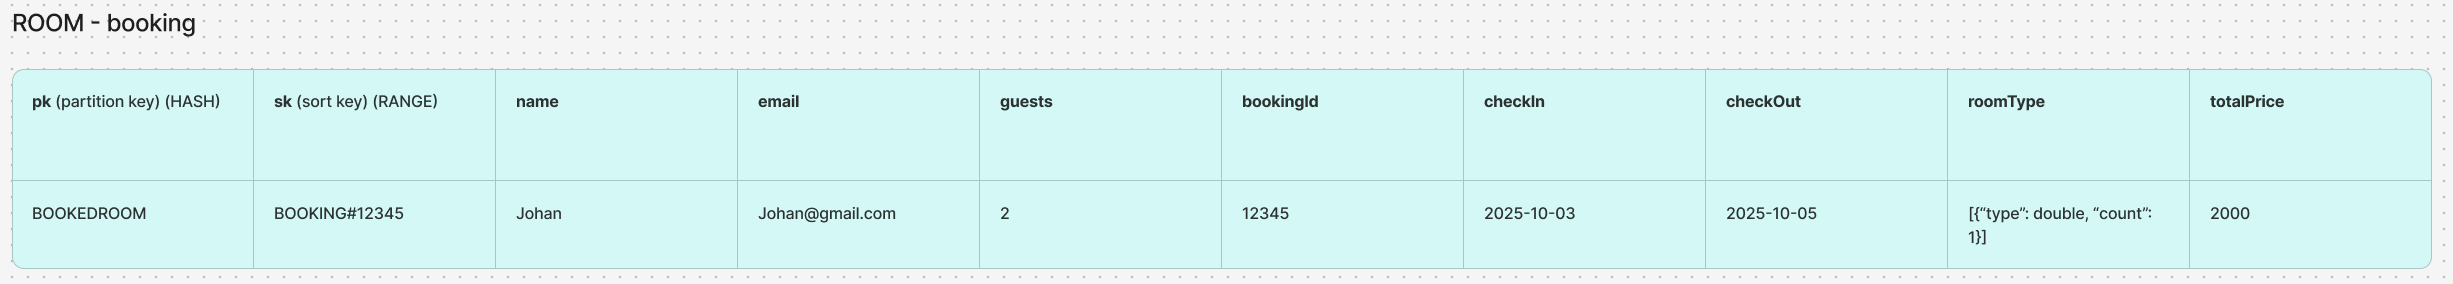 ROOM - booking
pk (partition key) (HASH)
sk (sort key) (RANGE)
name
email
guests
bookingId
checkIn
checkOut
roomType
totalPrice
BOOKEDROOM
BOOKING#12345
Johan
Johan@gmail.com
2
12345
2025-10-03
2025-10-05
[{“type”: double, “count”:
1}]
2000